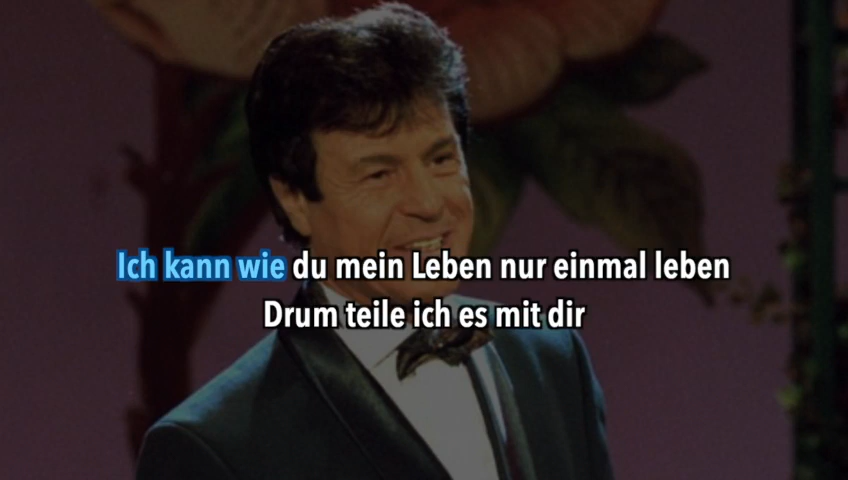 Ich kann wie du mein Leben nur einmal leben
Drum teile ich es mit dir